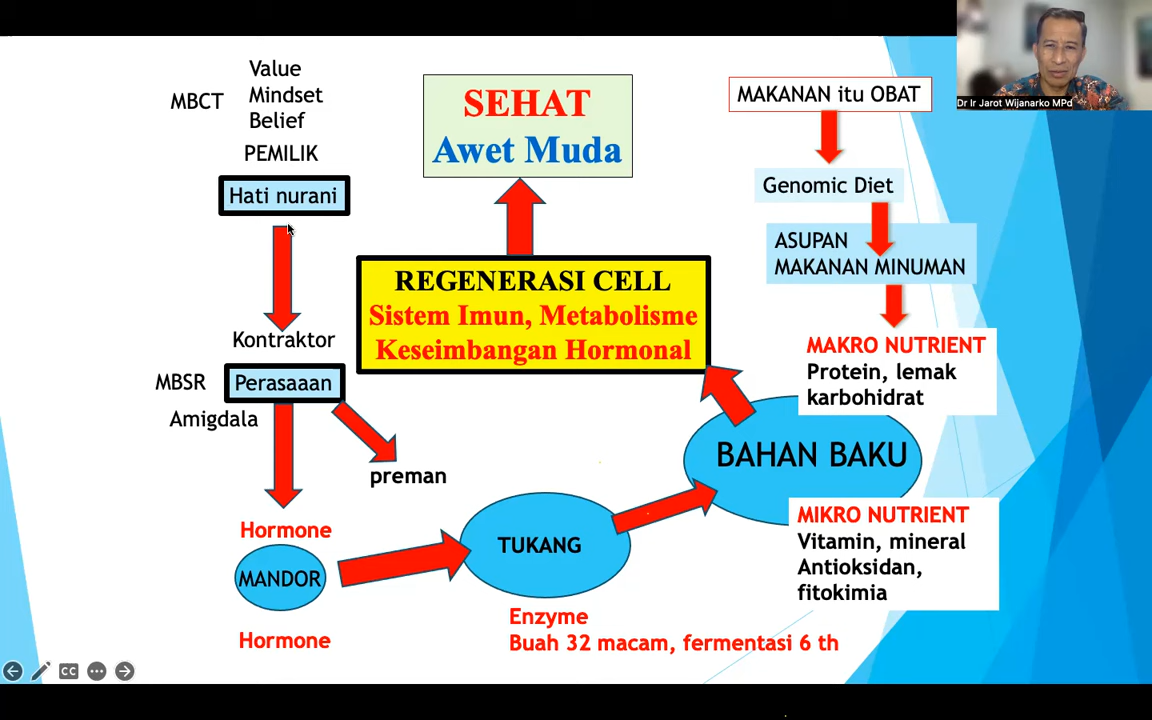 MBCT
Value
Mindset
Belief
PEMILIK
Hati nurani
Kontraktor
MBSR
Perasaaan
Amigdala
preman
Hormone
MANDOR
Hormone
SEHAT
Awet Muda
REGENERASI CELL
Sistem Imun, Metabolisme
Keseimbangan Hormonal
TUKANG
Enzyme
Buah 32 macam, fermentasi 6 th
MAKANAN itu OBAT
Genomic Diet
ASUPAN
MAKANAN MINUMAN
MAKRO NUTRIENT
Protein, lemak
karbohidrat
BAHAN BAKU
MIKRO NUTRIENT
Vitamin, mineral
Antioksidan,
fitokimia
Dr Ir Jarot Wijanarko MPd
CC